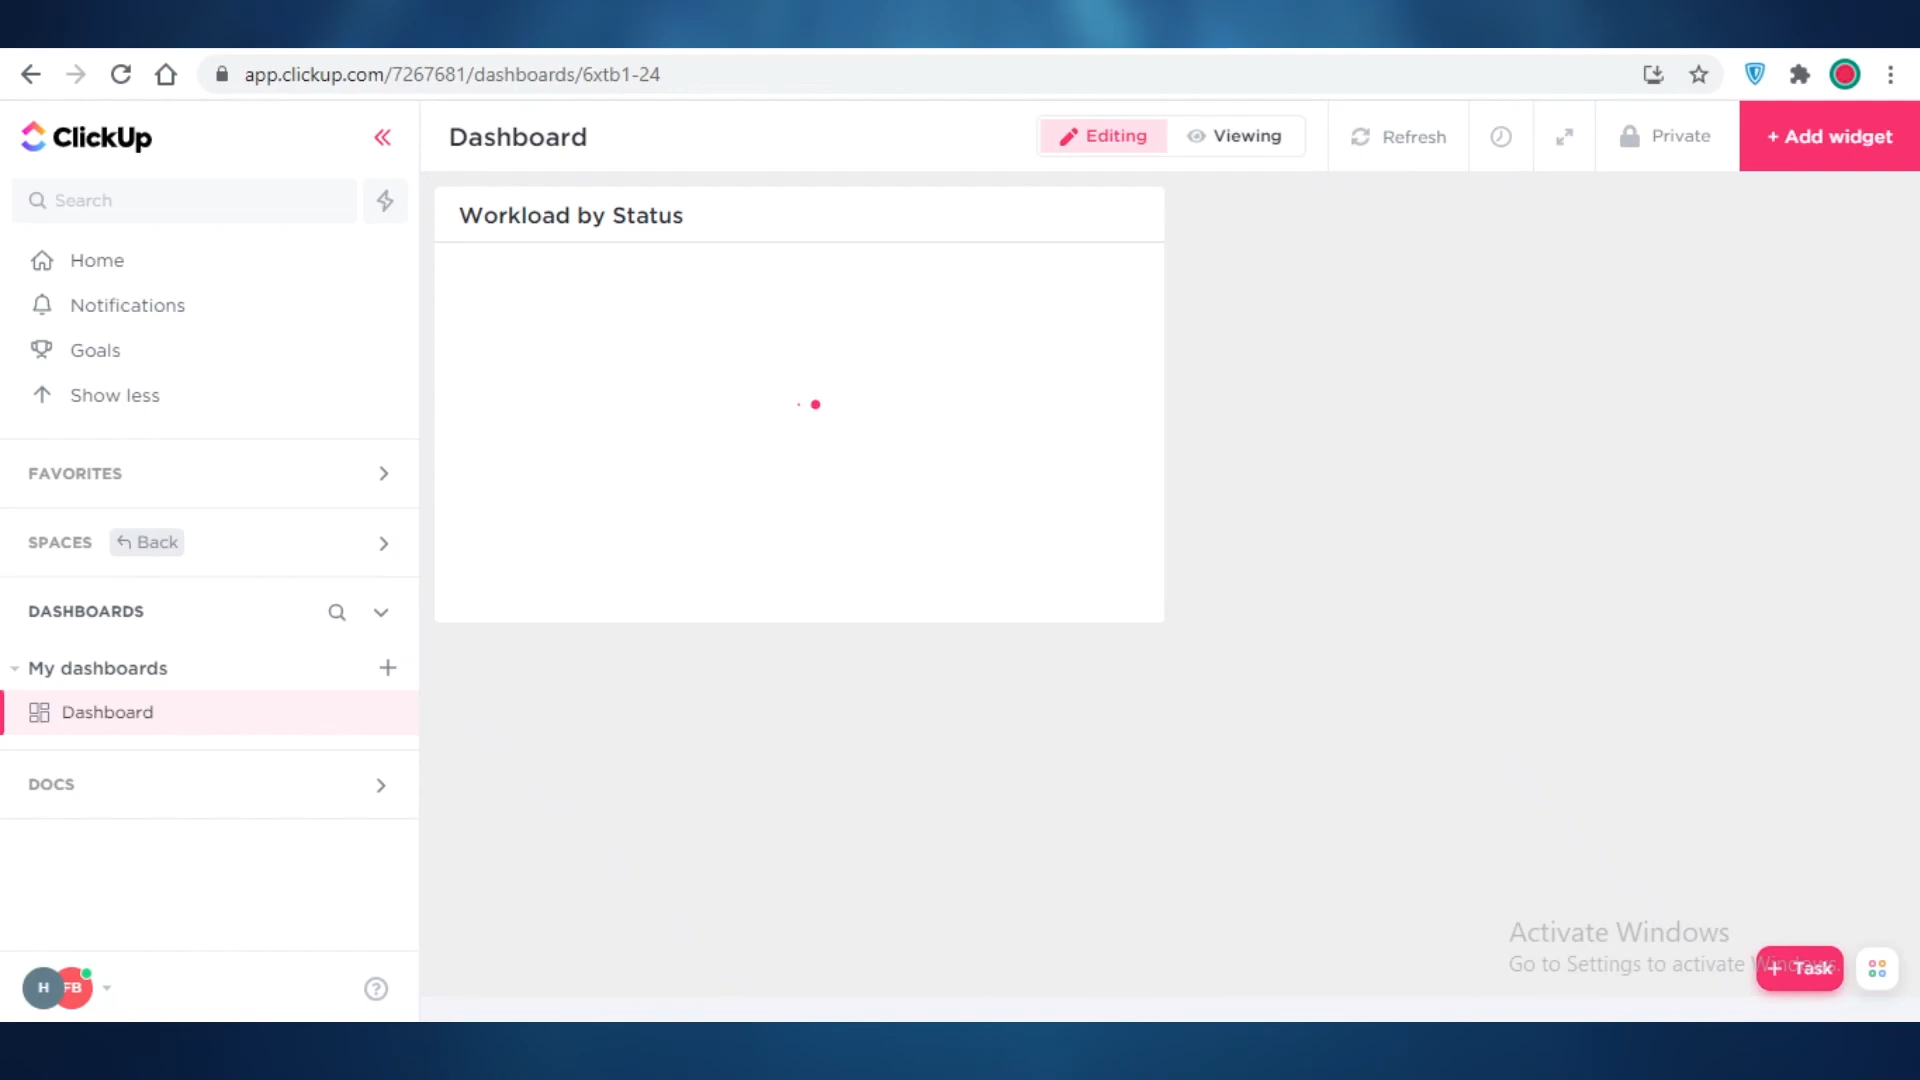 app.clickup.com/7267681/dashboards/6xtb1-24
ClickUp
Dashboard
Editing
Viewing
Refresh
Private
+ Add widget
Search
Workload by Status
Home
Notifications
Goals
Show less
FAVORITES
SPACES
Back
DASHBOARDS
My dashboards
Dashboard
DOCS
Activate Windows
Go to Settings to activate Windows.
+ Task
H
FB